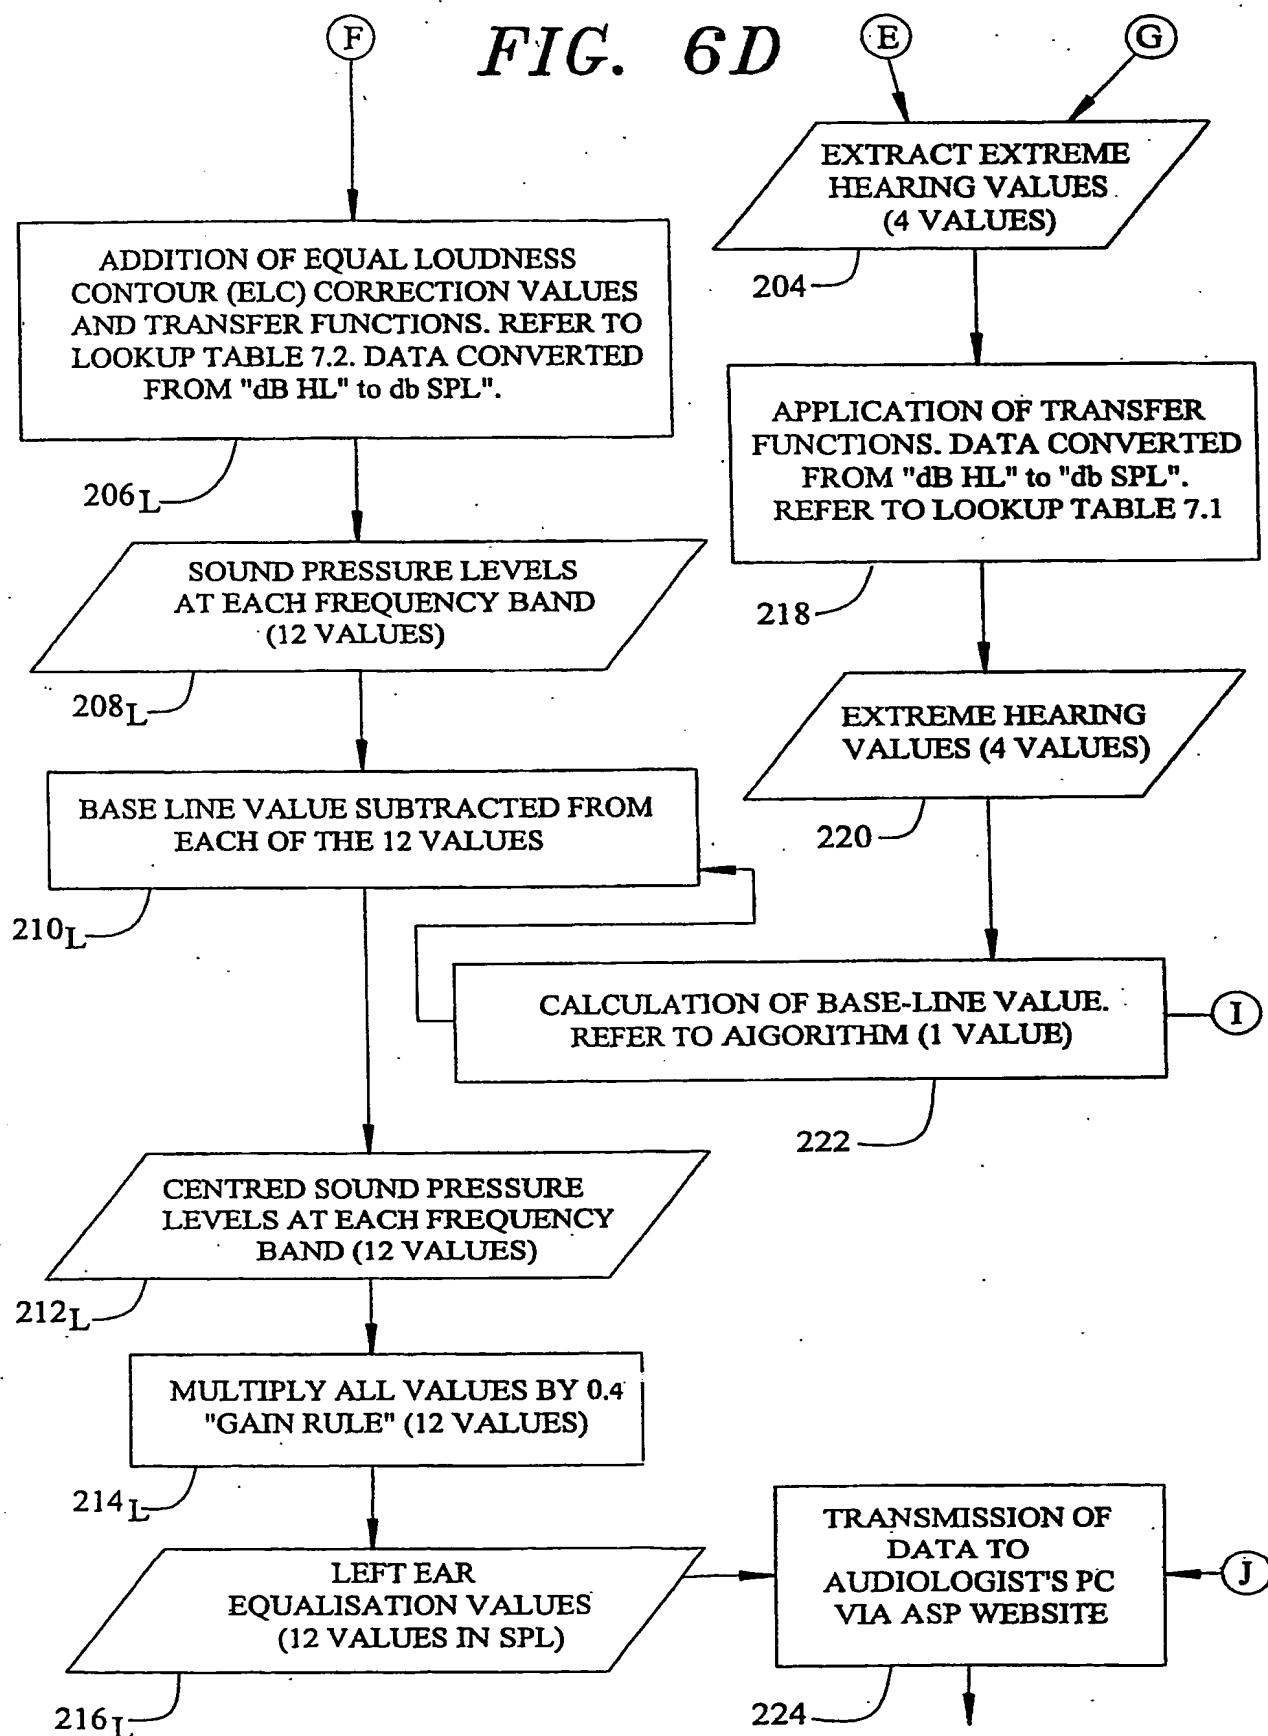 F
FIG. 6D
E
G
EXTRACT EXTREME
HEARING VALUES
(4 VALUES)
204
ADDITION OF EQUAL LOUDNESS
CONTOUR (ELC) CORRECTION VALUES
AND TRANSFER FUNCTIONS. REFER TO
LOOKUP TABLE 7.2. DATA CONVERTED
FROM "dB HL" to db SPL".
206L
APPLICATION OF TRANSFER
FUNCTIONS. DATA CONVERTED
FROM "dB HL" to "db SPL".
REFER TO LOOKUP TABLE 7.1
218
SOUND PRESSURE LEVELS
AT EACH FREQUENCY BAND
(12 VALUES)
208L
EXTREME HEARING
VALUES (4 VALUES)
220
BASE LINE VALUE SUBTRACTED FROM
EACH OF THE 12 VALUES
210L
CALCULATION OF BASE-LINE VALUE.
REFER TO AIGORITHM (1 VALUE)
I
222
CENTRED SOUND PRESSURE
LEVELS AT EACH FREQUENCY
BAND (12 VALUES)
212L
MULTIPLY ALL VALUES BY 0.4
"GAIN RULE" (12 VALUES)
214L
LEFT EAR
EQUALISATION VALUES
(12 VALUES IN SPL)
216L
TRANSMISSION OF
DATA TO
AUDIOLOGIST'S PC
VIA ASP WEBSITE
J
224